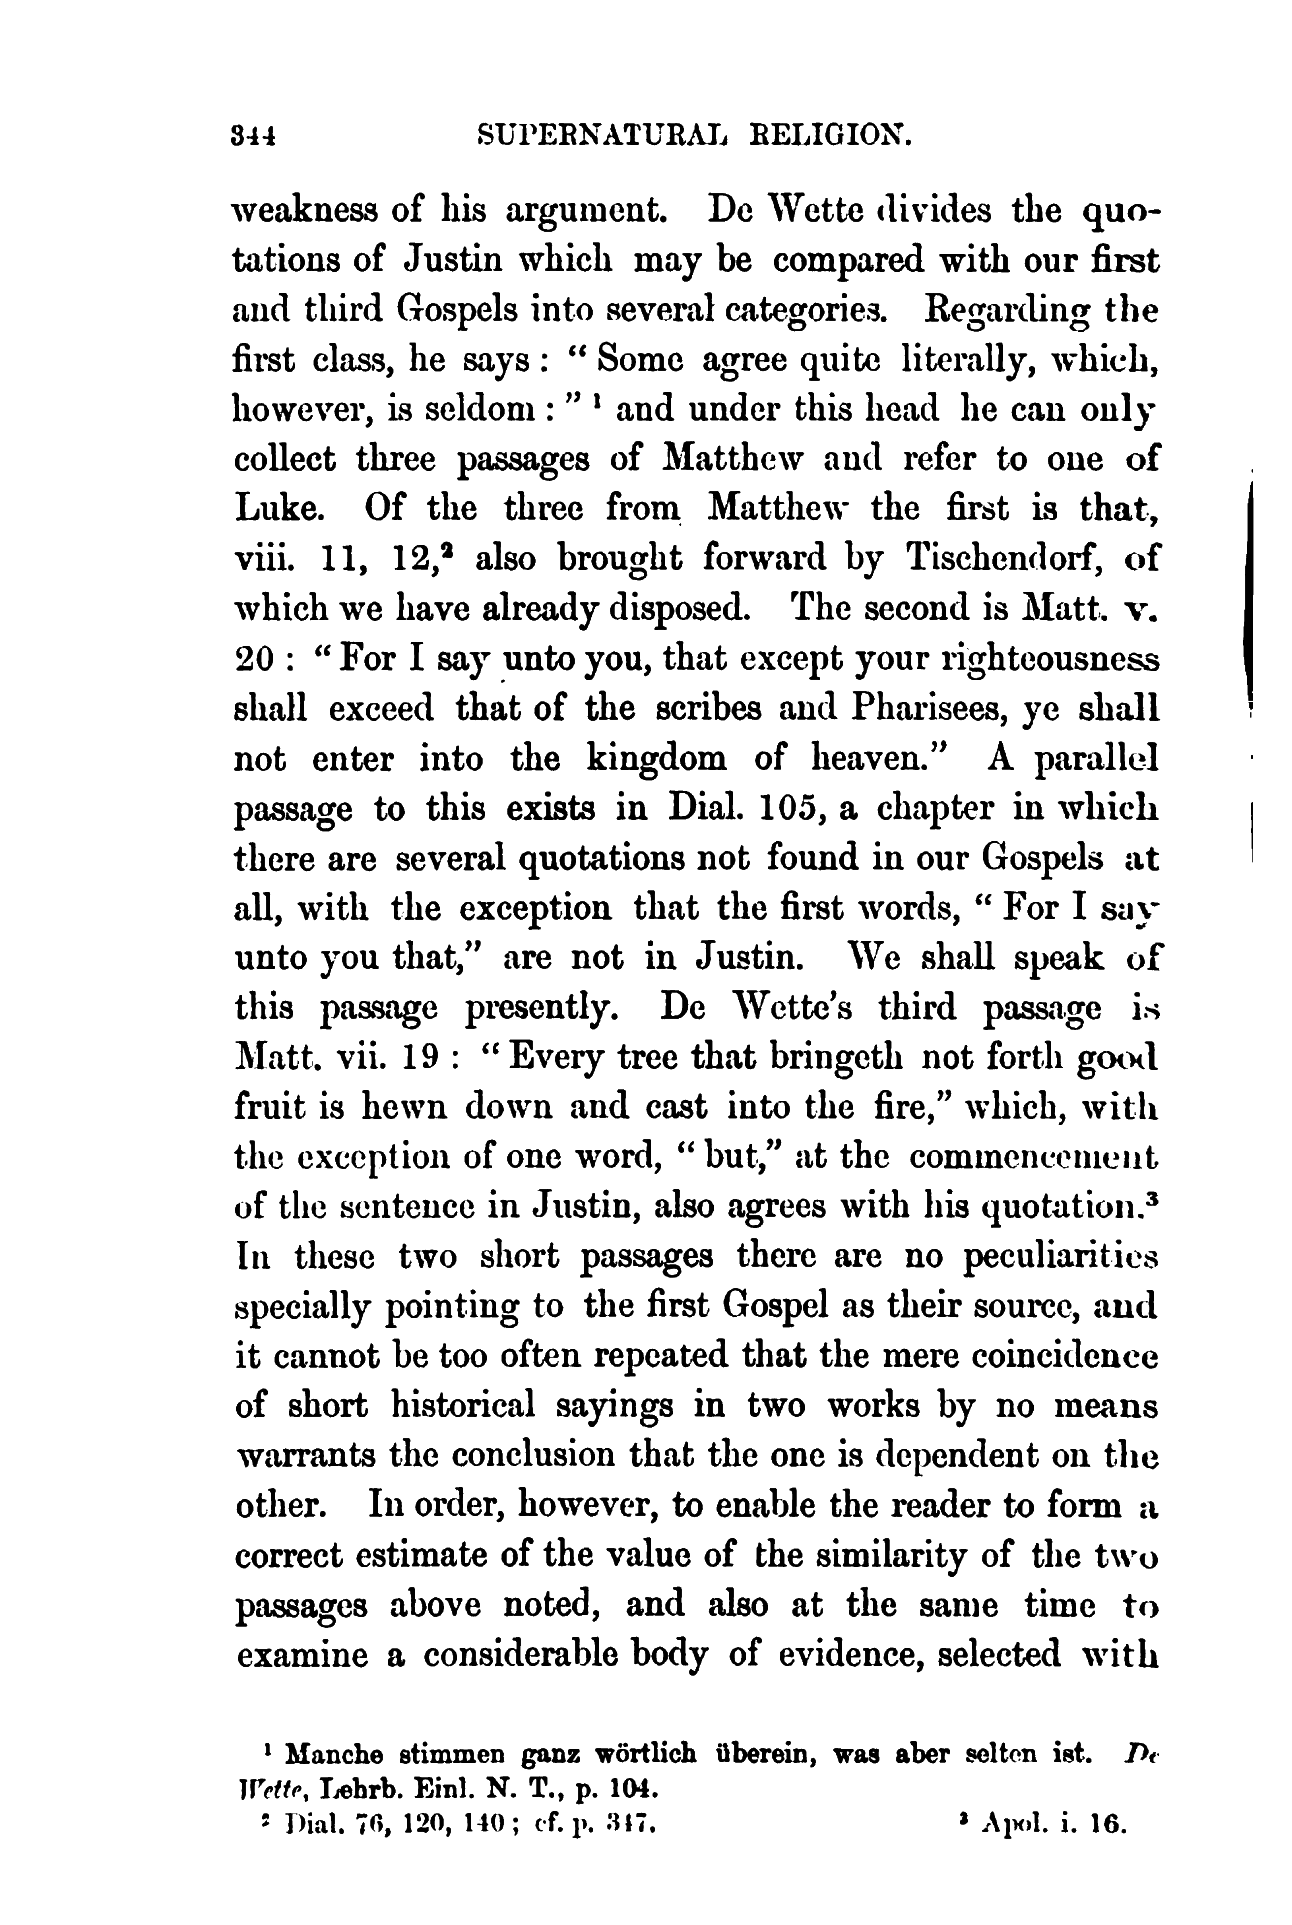 344 SUPERNATURAL RELIGION.
weakness of his argument. De Wette divides the quo-
tations of Justin which may be compared with our first
and third Gospels into several categories. Regarding the
first class, he says : “ Some agree quite literally, which,
however, is seldom : ” ¹ and under this head he can only
collect three passages of Matthew and refer to one of
Luke. Of the three from Matthew the first is that,
viii. 11, 12,² also brought forward by Tischendorf, of
which we have already disposed. The second is Matt. v.
20 : “ For I say unto you, that except your righteousness
shall exceed that of the scribes and Pharisees, ye shall
not enter into the kingdom of heaven.” A parallel
passage to this exists in Dial. 105, a chapter in which
there are several quotations not found in our Gospels at
all, with the exception that the first words, “ For I say
unto you that,” are not in Justin. We shall speak of
this passage presently. De Wette’s third passage is
Matt. vii. 19 : “ Every tree that bringeth not forth good
fruit is hewn down and cast into the fire,” which, with
the exception of one word, “ but,” at the commencement
of the sentence in Justin, also agrees with his quotation.³
In these two short passages there are no peculiarities
specially pointing to the first Gospel as their source, and
it cannot be too often repeated that the mere coincidence
of short historical sayings in two works by no means
warrants the conclusion that the one is dependent on the
other. In order, however, to enable the reader to form a
correct estimate of the value of the similarity of the two
passages above noted, and also at the same time to
examine a considerable body of evidence, selected with
¹ Manche stimmen ganz wörtlich überein, was aber selten ist. De
Wette, Lehrb. Einl. N. T., p. 104.
² Dial. 76, 120, 140 ; cf. p. 347. ³ Apol. i. 16.